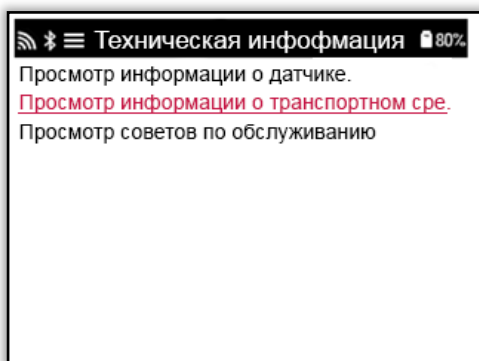 Техническая инфофмация 80%
Просмотр информации о датчике.
Просмотр информации о транспортном сре.
Просмотр советов по обслуживанию